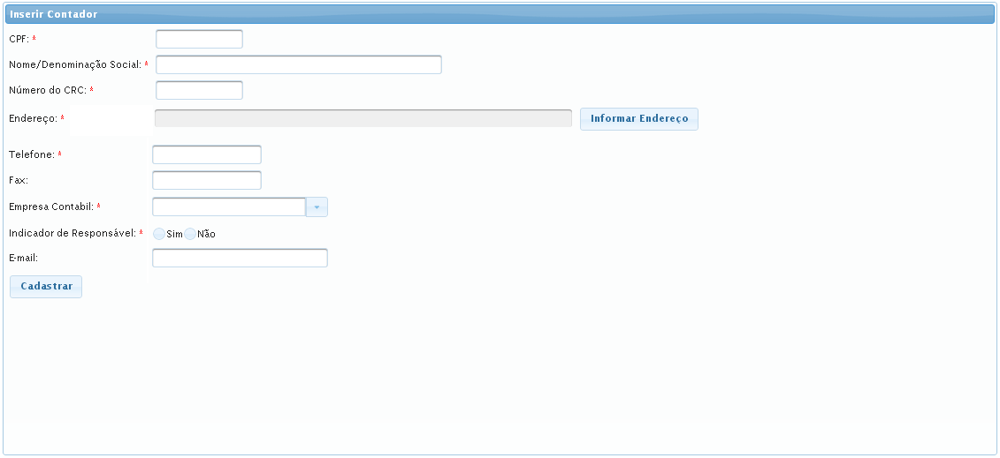 Inserir Contador
CPF: *
Nome/Denominação Social: *
Número do CRC: *
Endereço: * Informar Endereço
Telefone: *
Fax:
Empresa Contabil: *
Indicador de Responsável: * Sim Não
E-mail:
Cadastrar